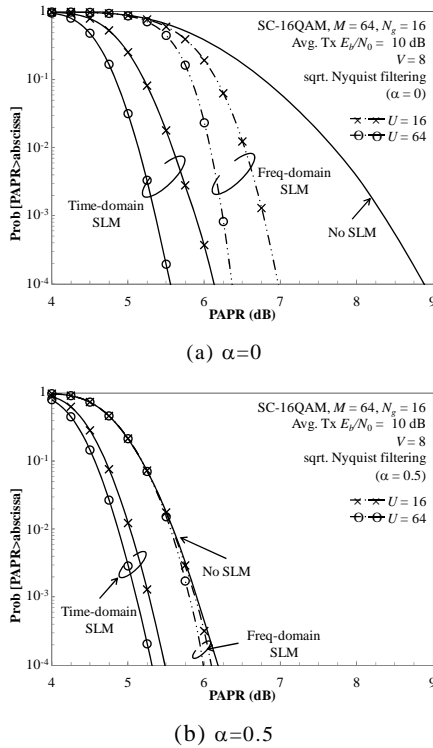 SC-16QAM, M = 64, Ng = 16
Avg. Tx Eb/N0 = 10 dB
V = 8
sqrt. Nyquist filtering
(α=0)
U = 16
U = 64
Freq-domain
SLM
Time-domain
SLM
No SLM
Prob [PAPR>abscissa]
1
10-1
10-2
10-3
10-4
4 5 6 7 8 9
PAPR (dB)
(a) α=0
SC-16QAM, M = 64, Ng = 16
Avg. Tx Eb/N0 = 10 dB
V = 8
sqrt. Nyquist filtering
(α = 0.5)
U = 16
U = 64
No SLM
Time-domain
SLM
Freq-domain
SLM
Prob [PAPR>abscissa]
1
10-1
10-2
10-3
10-4
4 5 6 7 8 9
PAPR (dB)
(b) α=0.5